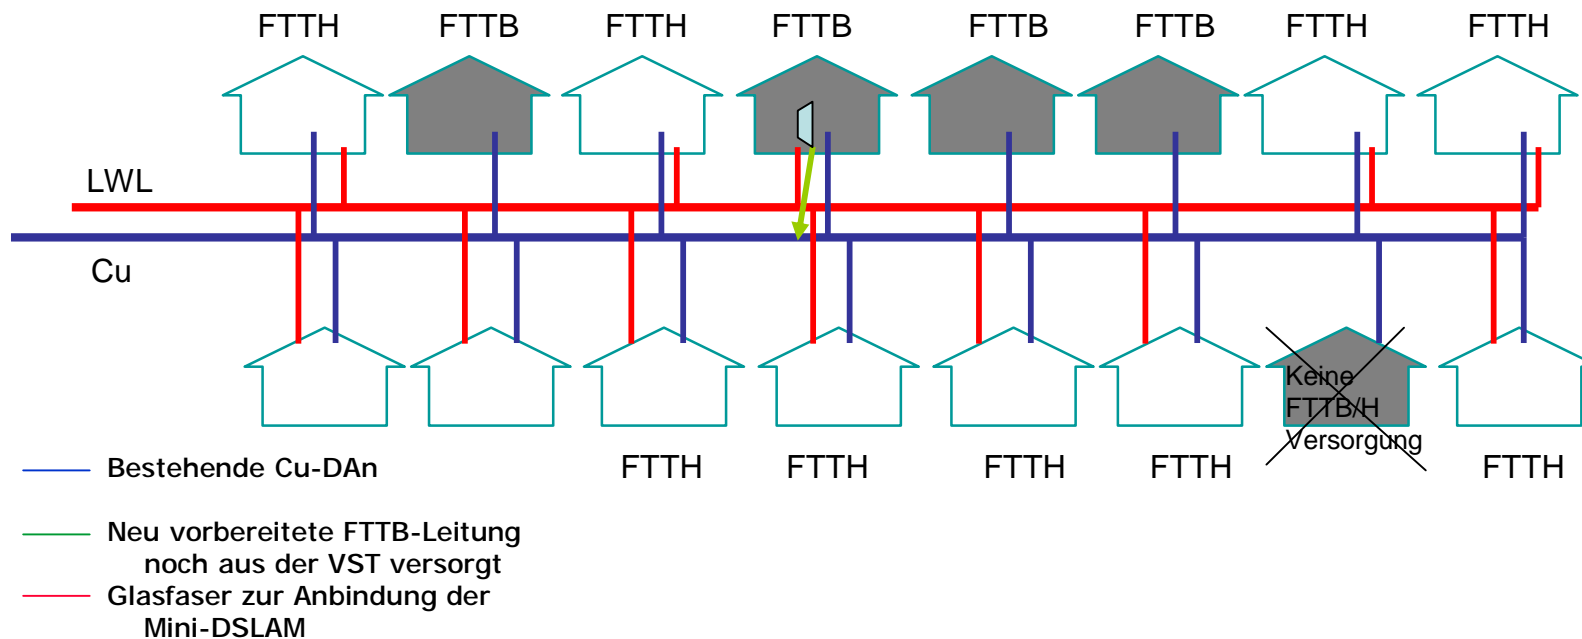 FTTH FTTB FTTH FTTB FTTB FTTB FTTH FTTH
LWL
Cu
Keine
FTTB/H
Versorgung
FTTH FTTH FTTH FTTH FTTH
Bestehende Cu-DAn
Neu vorbereitete FTTB-Leitung
noch aus der VST versorgt
Glasfaser zur Anbindung der
Mini-DSLAM